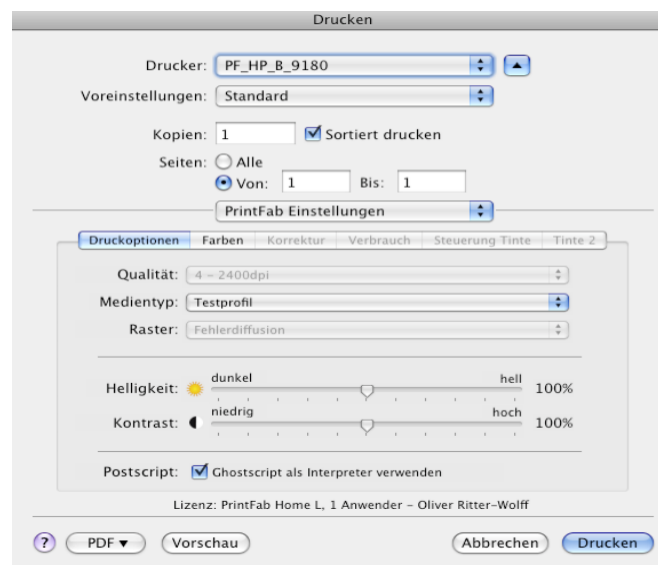 Drucken
Drucker: PF_HP_B_9180
Voreinstellungen: Standard
Kopien: 1 Sortiert drucken
Seiten: Alle
Von: 1 Bis: 1
PrintFab Einstellungen
Druckoptionen Farben Korrektur Verbrauch Steuerung Tinte Tinte 2
Qualität: 4 – 2400dpi
Medientyp: Testprofil
Raster: Fehlerdiffusion
dunkel hell
Helligkeit: 100%
niedrig hoch
Kontrast: 100%
Postscript: Ghostscript als Interpreter verwenden
Lizenz: PrintFab Home L, 1 Anwender – Oliver Ritter-Wolff
? PDF ▼ Vorschau Abbrechen Drucken